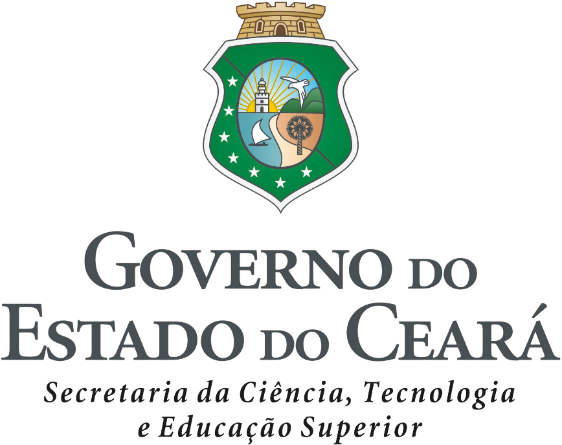 GOVERNO DO
ESTADO DO CEARÁ
Secretaria da Ciência, Tecnologia
e Educação Superior